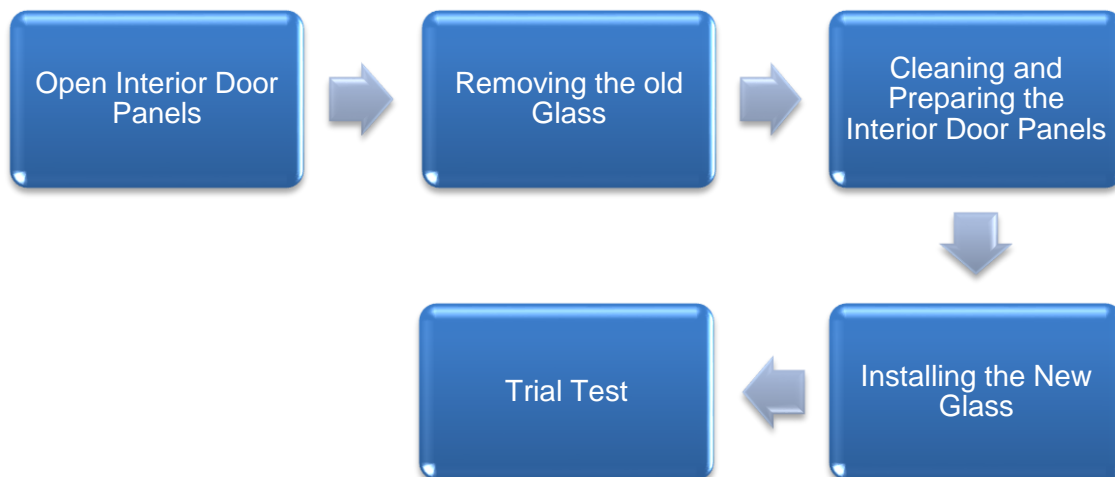 Open Interior Door
Panels
Removing the old
Glass
Cleaning and
Preparing the
Interior Door Panels
Installing the New
Glass
Trial Test